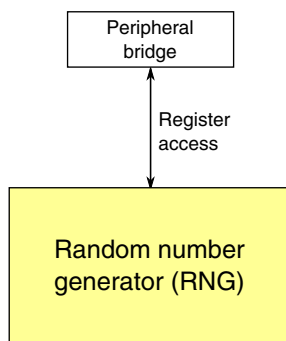 Peripheral
bridge
Register
access
Random number
generator (RNG)